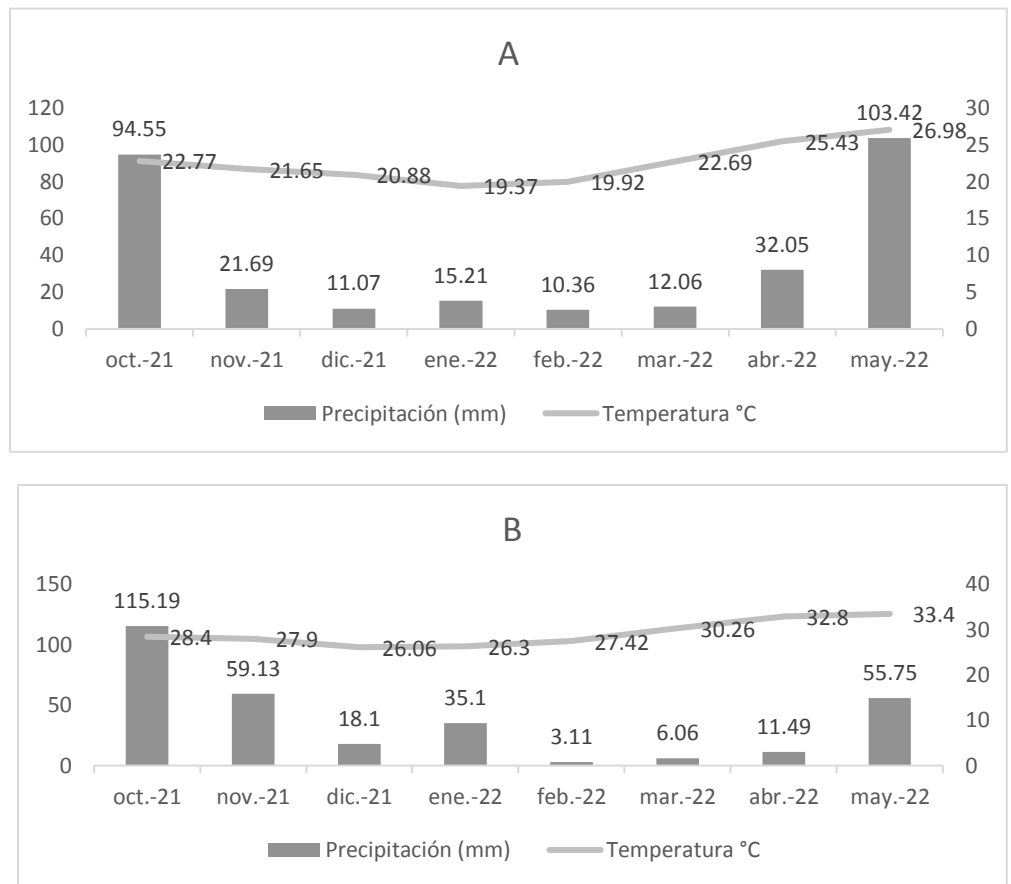 A
120 30
103.42
94.55
100 26.98 25
25.43
22.77 22.69
21.65 20.88
80 19.37 19.92 20
60 15
32.05
40 10
21.69
15.21
11.07 10.36 12.06
20 5
0 0
oct.-21 nov.-21 dic.-21 ene.-22 feb.-22 mar.-22 abr.-22 may.-22
Precipitación (mm) Temperatura °C
B
150 40
115.19
32.8 33.4
28.4 27.9 30.26
100 26.06 26.3 27.42 30
59.13 55.75
20
50 35.1
18.1 10
3.11 6.06 11.49
0 0
oct.-21 nov.-21 dic.-21 ene.-22 feb.-22 mar.-22 abr.-22 may.-22
Precipitación (mm) Temperatura °C